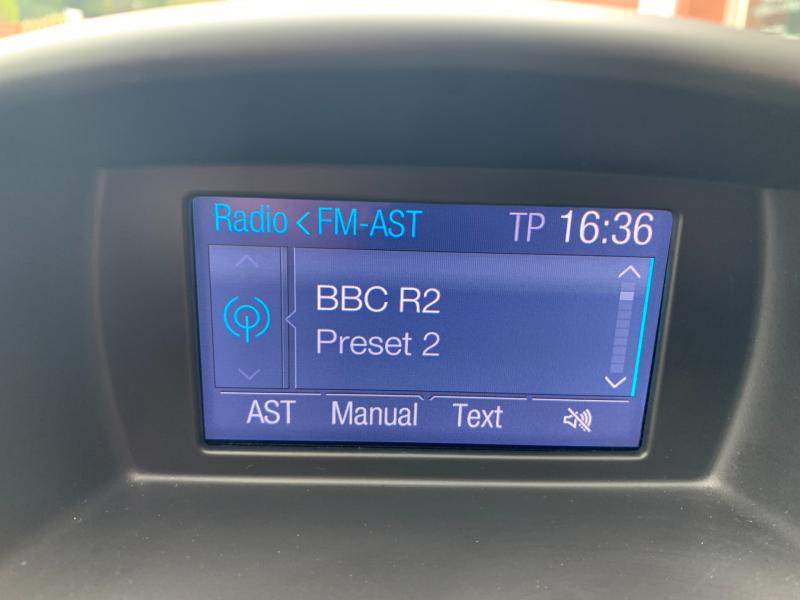 Radio < FM-AST TP 16:36
BBC R2
Preset 2
AST Manual Text